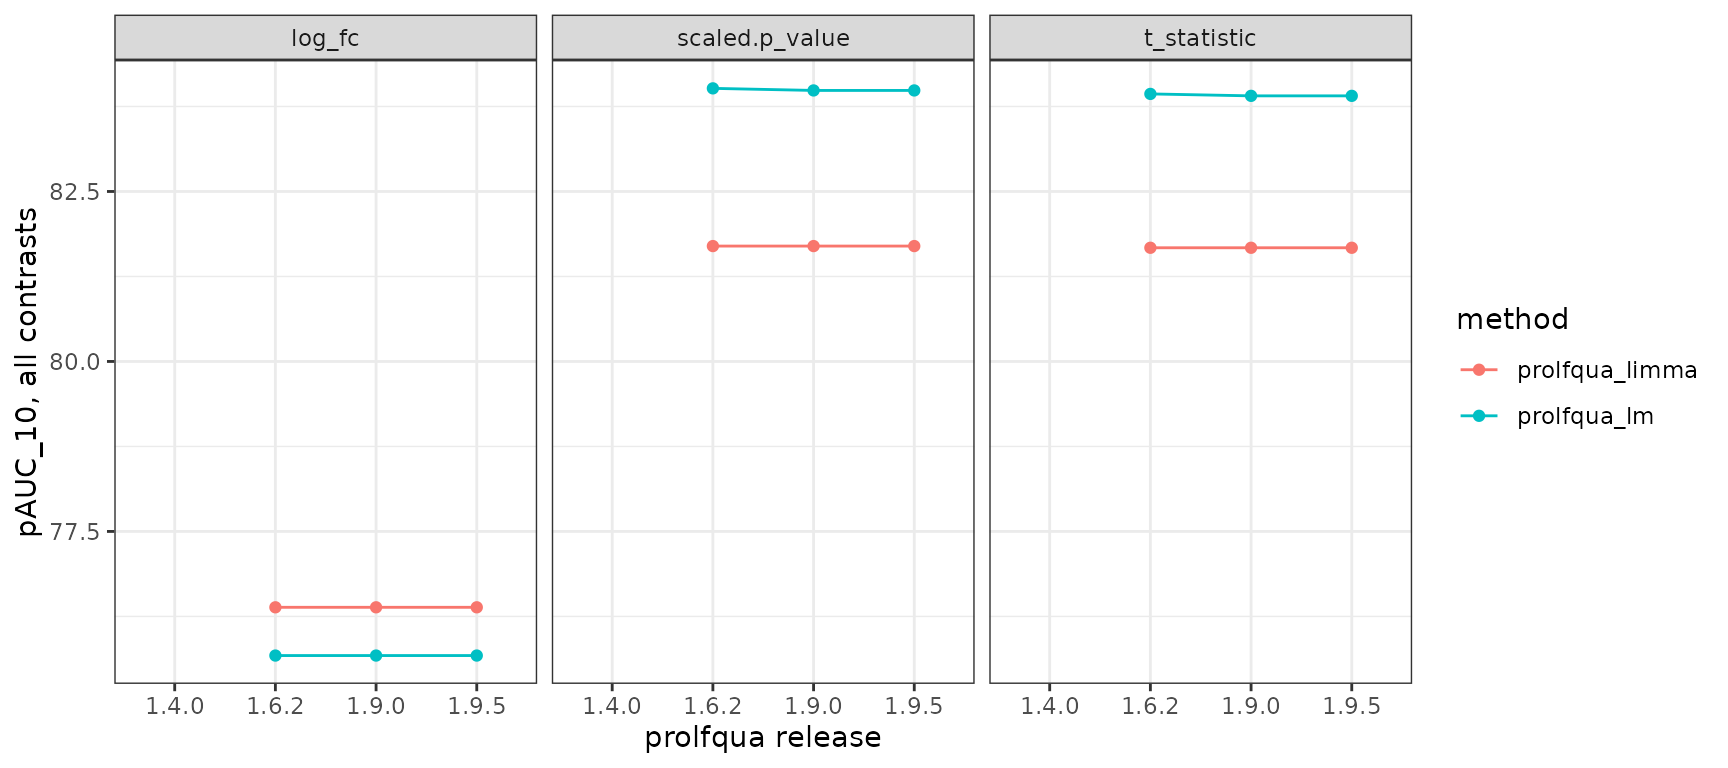 log_fc
scaled.p_value
t_statistic
pAUC_10, all contrasts
82.5
80.0
77.5
1.4.0 1.6.2 1.9.0 1.9.5
1.4.0 1.6.2 1.9.0 1.9.5
1.4.0 1.6.2 1.9.0 1.9.5
prolfqua release
method
prolfqua_limma
prolfqua_lm